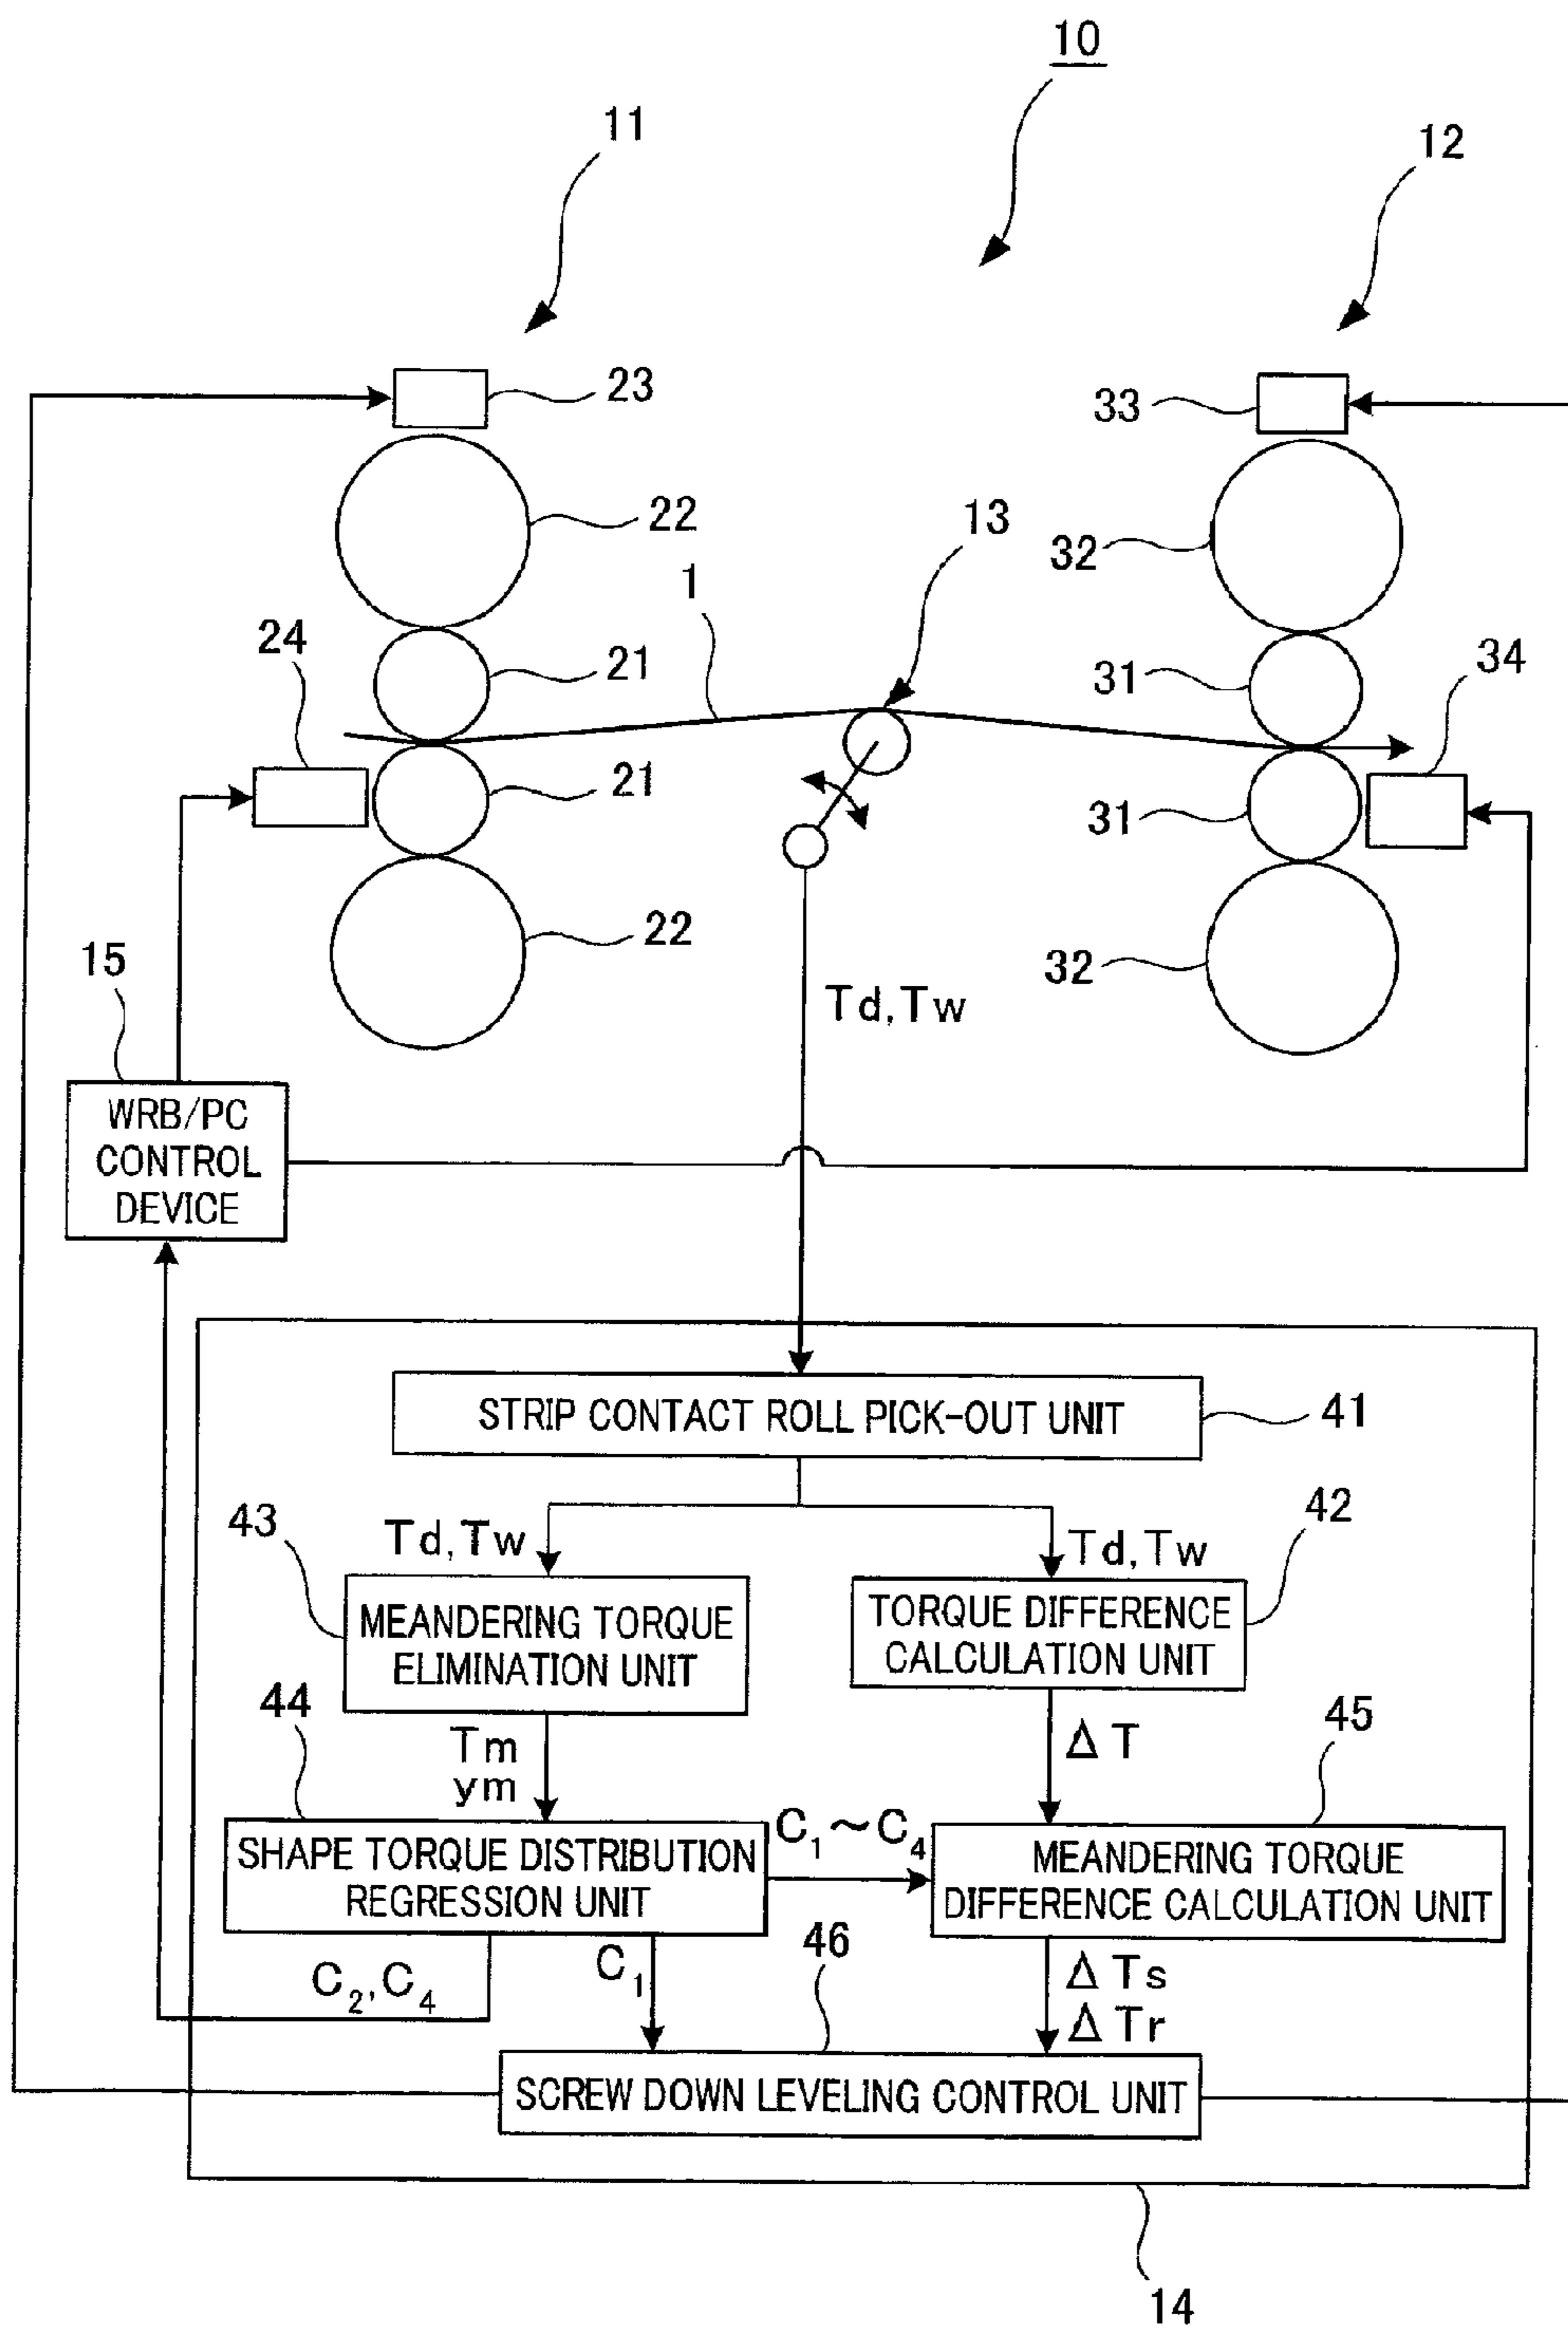 10
11
12
23
33
22
32
13
1
24
21
31
34
21
31
22
32
15
Td, Tw
WRB/PC
CONTROL
DEVICE
STRIP CONTACT ROLL PICK-OUT UNIT
41
43
Td, Tw
Td, Tw
42
MEANDERING TORQUE
ELIMINATION UNIT
TORQUE DIFFERENCE
CALCULATION UNIT
44
Tm
ym
ΔT
45
SHAPE TORQUE DISTRIBUTION
REGRESSION UNIT
C₁~C₄
MEANDERING TORQUE
DIFFERENCE CALCULATION UNIT
C₂, C₄
C₁
46
ΔTs
ΔTr
SCREW DOWN LEVELING CONTROL UNIT
14